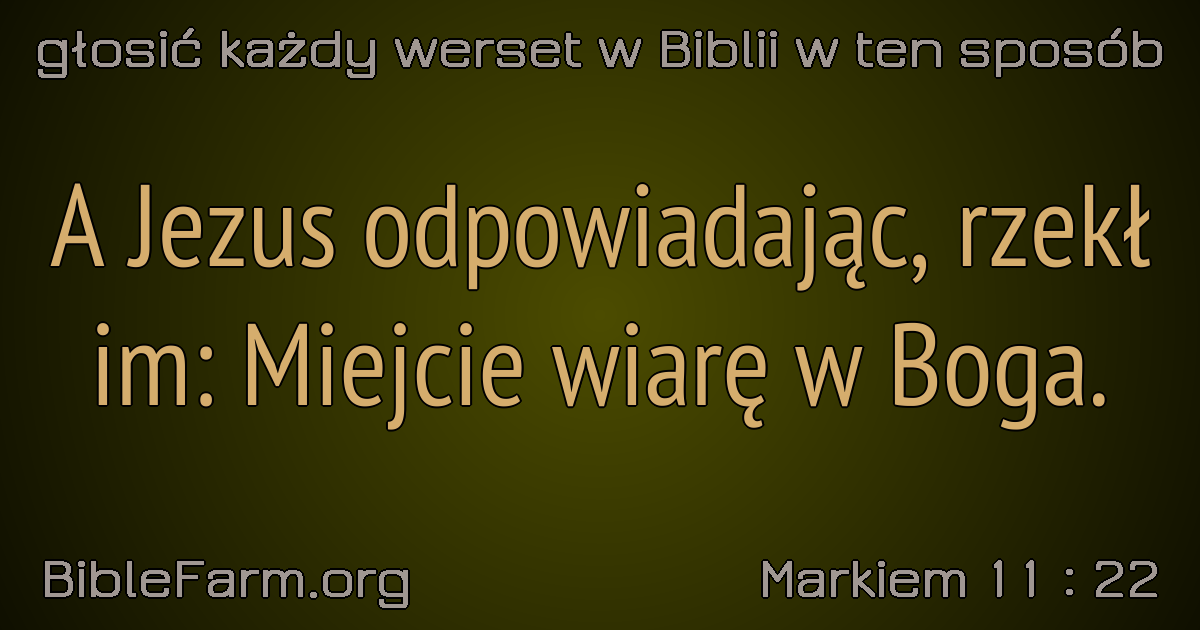 głosić każdy werset w Biblii w ten sposób
A Jezus odpowiadając, rzekł
im: Miejcie wiarę w Boga.
BibleFarm.org
Markiem 11 : 22